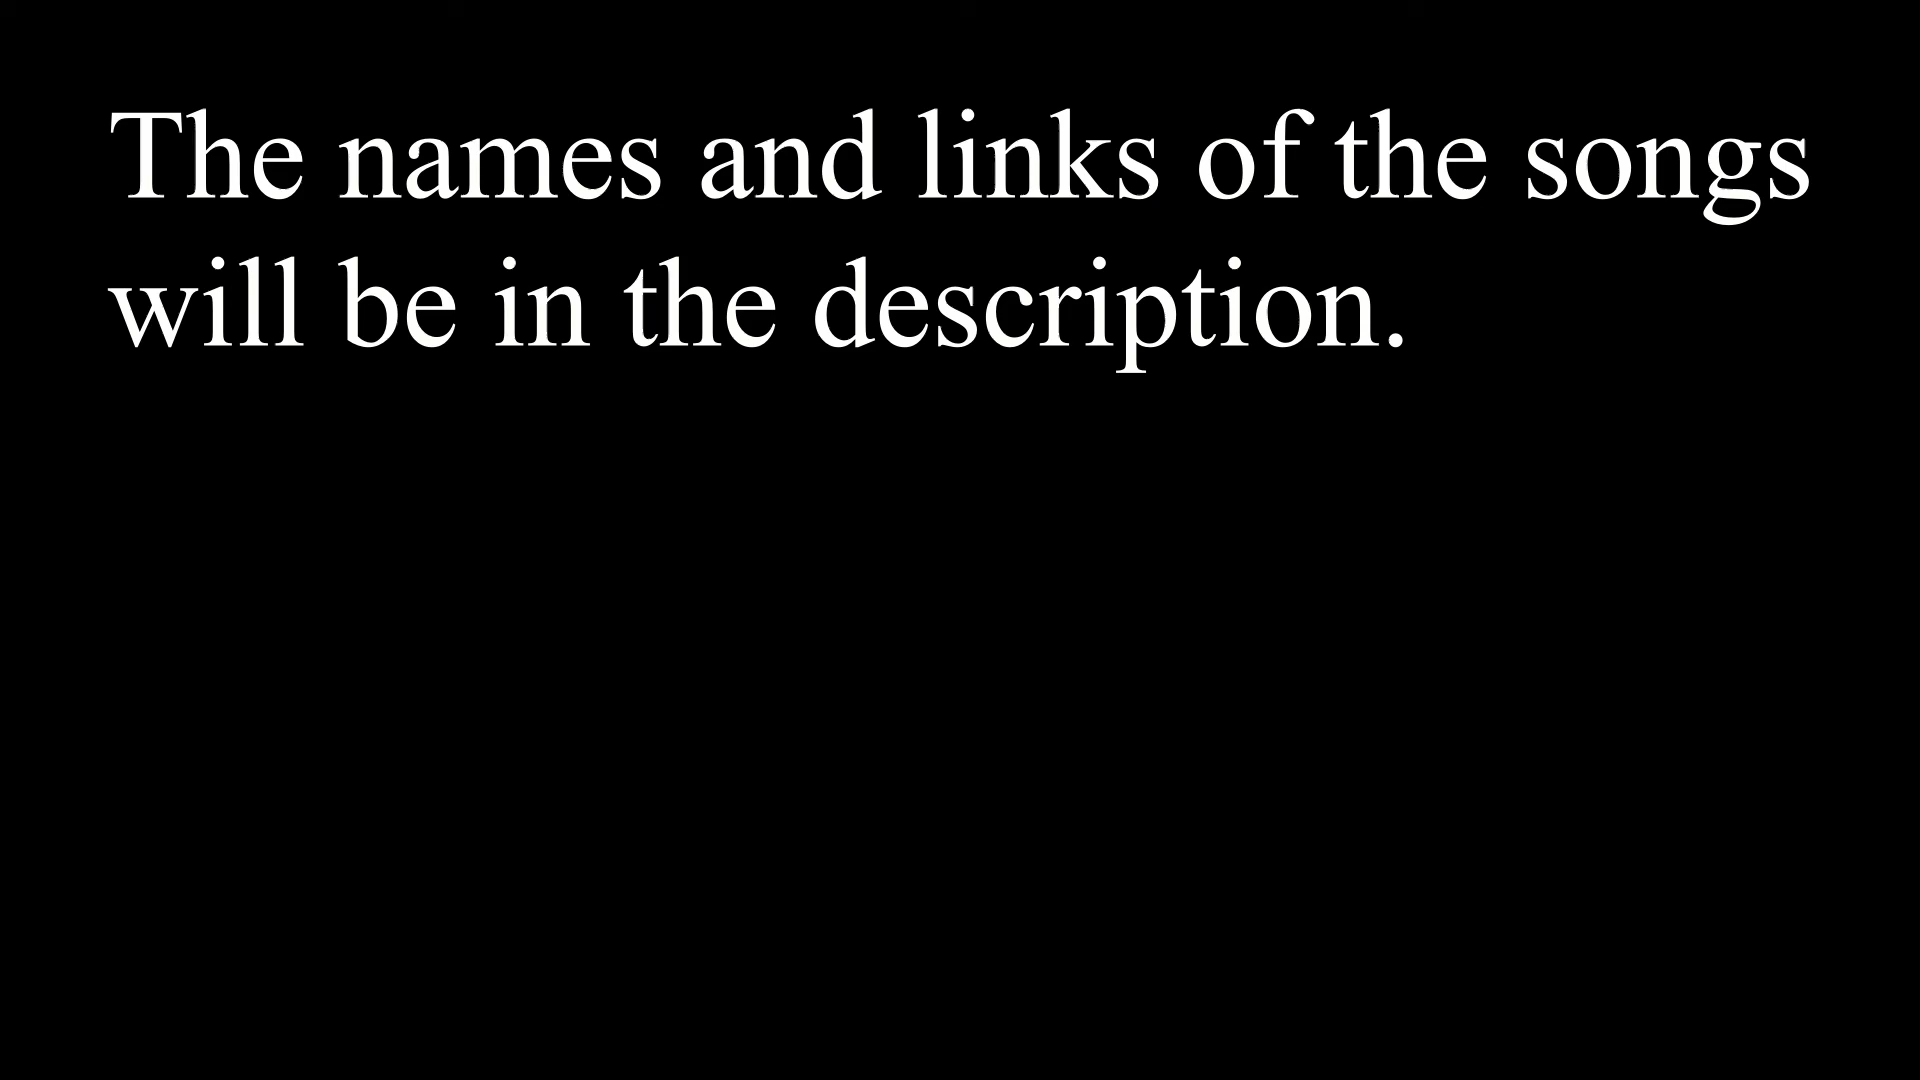 The names and links of the songs
will be in the description.